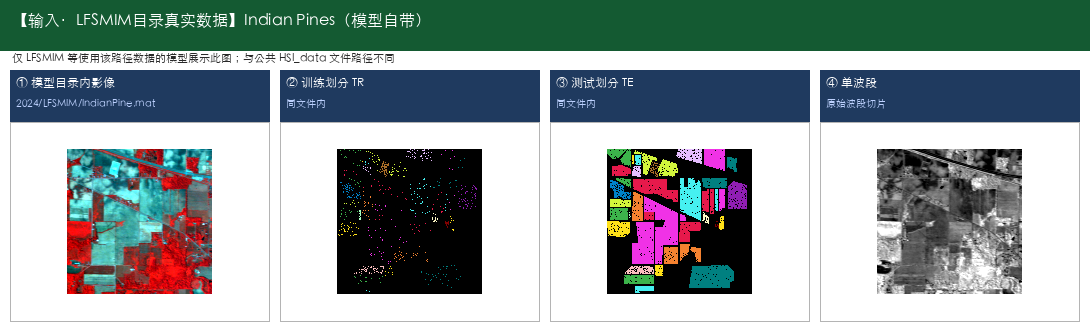 【输入· LFSMIM目录真实数据】Indian Pines（模型自带）
仅 LFSMIM 等使用该路径数据的模型展示此图；与公共 HSI_data 文件路径不同
① 模型目录内影像
2024/LFSMIM/IndianPine.mat
② 训练划分 TR
同文件内
③ 测试划分 TE
同文件内
④ 单波段
原始波段切片